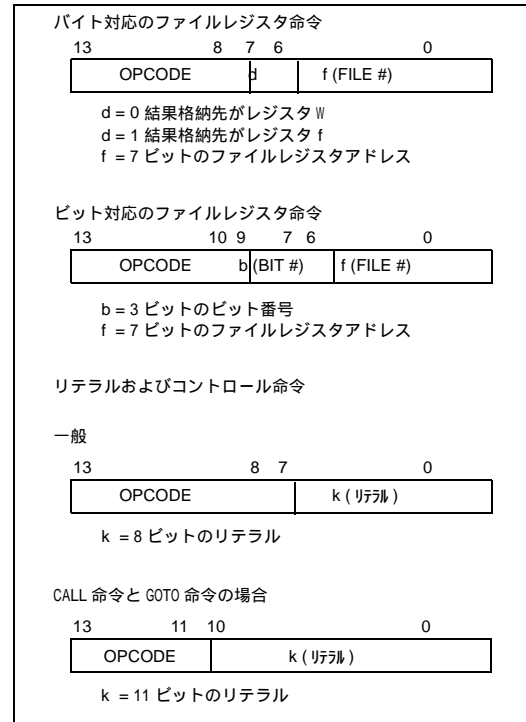 バイト対応のファイルレジスタ命令
13 8 7 6 0
OPCODE d f (FILE #)
d = 0 結果格納先がレジスタ W
d = 1 結果格納先がレジスタ f
f = 7 ビットのファイルレジスタアドレス
ビット対応のファイルレジスタ命令
13 10 9 7 6 0
OPCODE b (BIT #) f (FILE #)
b = 3 ビットのビット番号
f = 7 ビットのファイルレジスタアドレス
リテラルおよびコントロール命令
一般
13 8 7 0
OPCODE k ( リテラル )
k = 8 ビットのリテラル
CALL 命令と GOTO 命令の場合
13 11 10 0
OPCODE k ( リテラル )
k = 11 ビットのリテラル